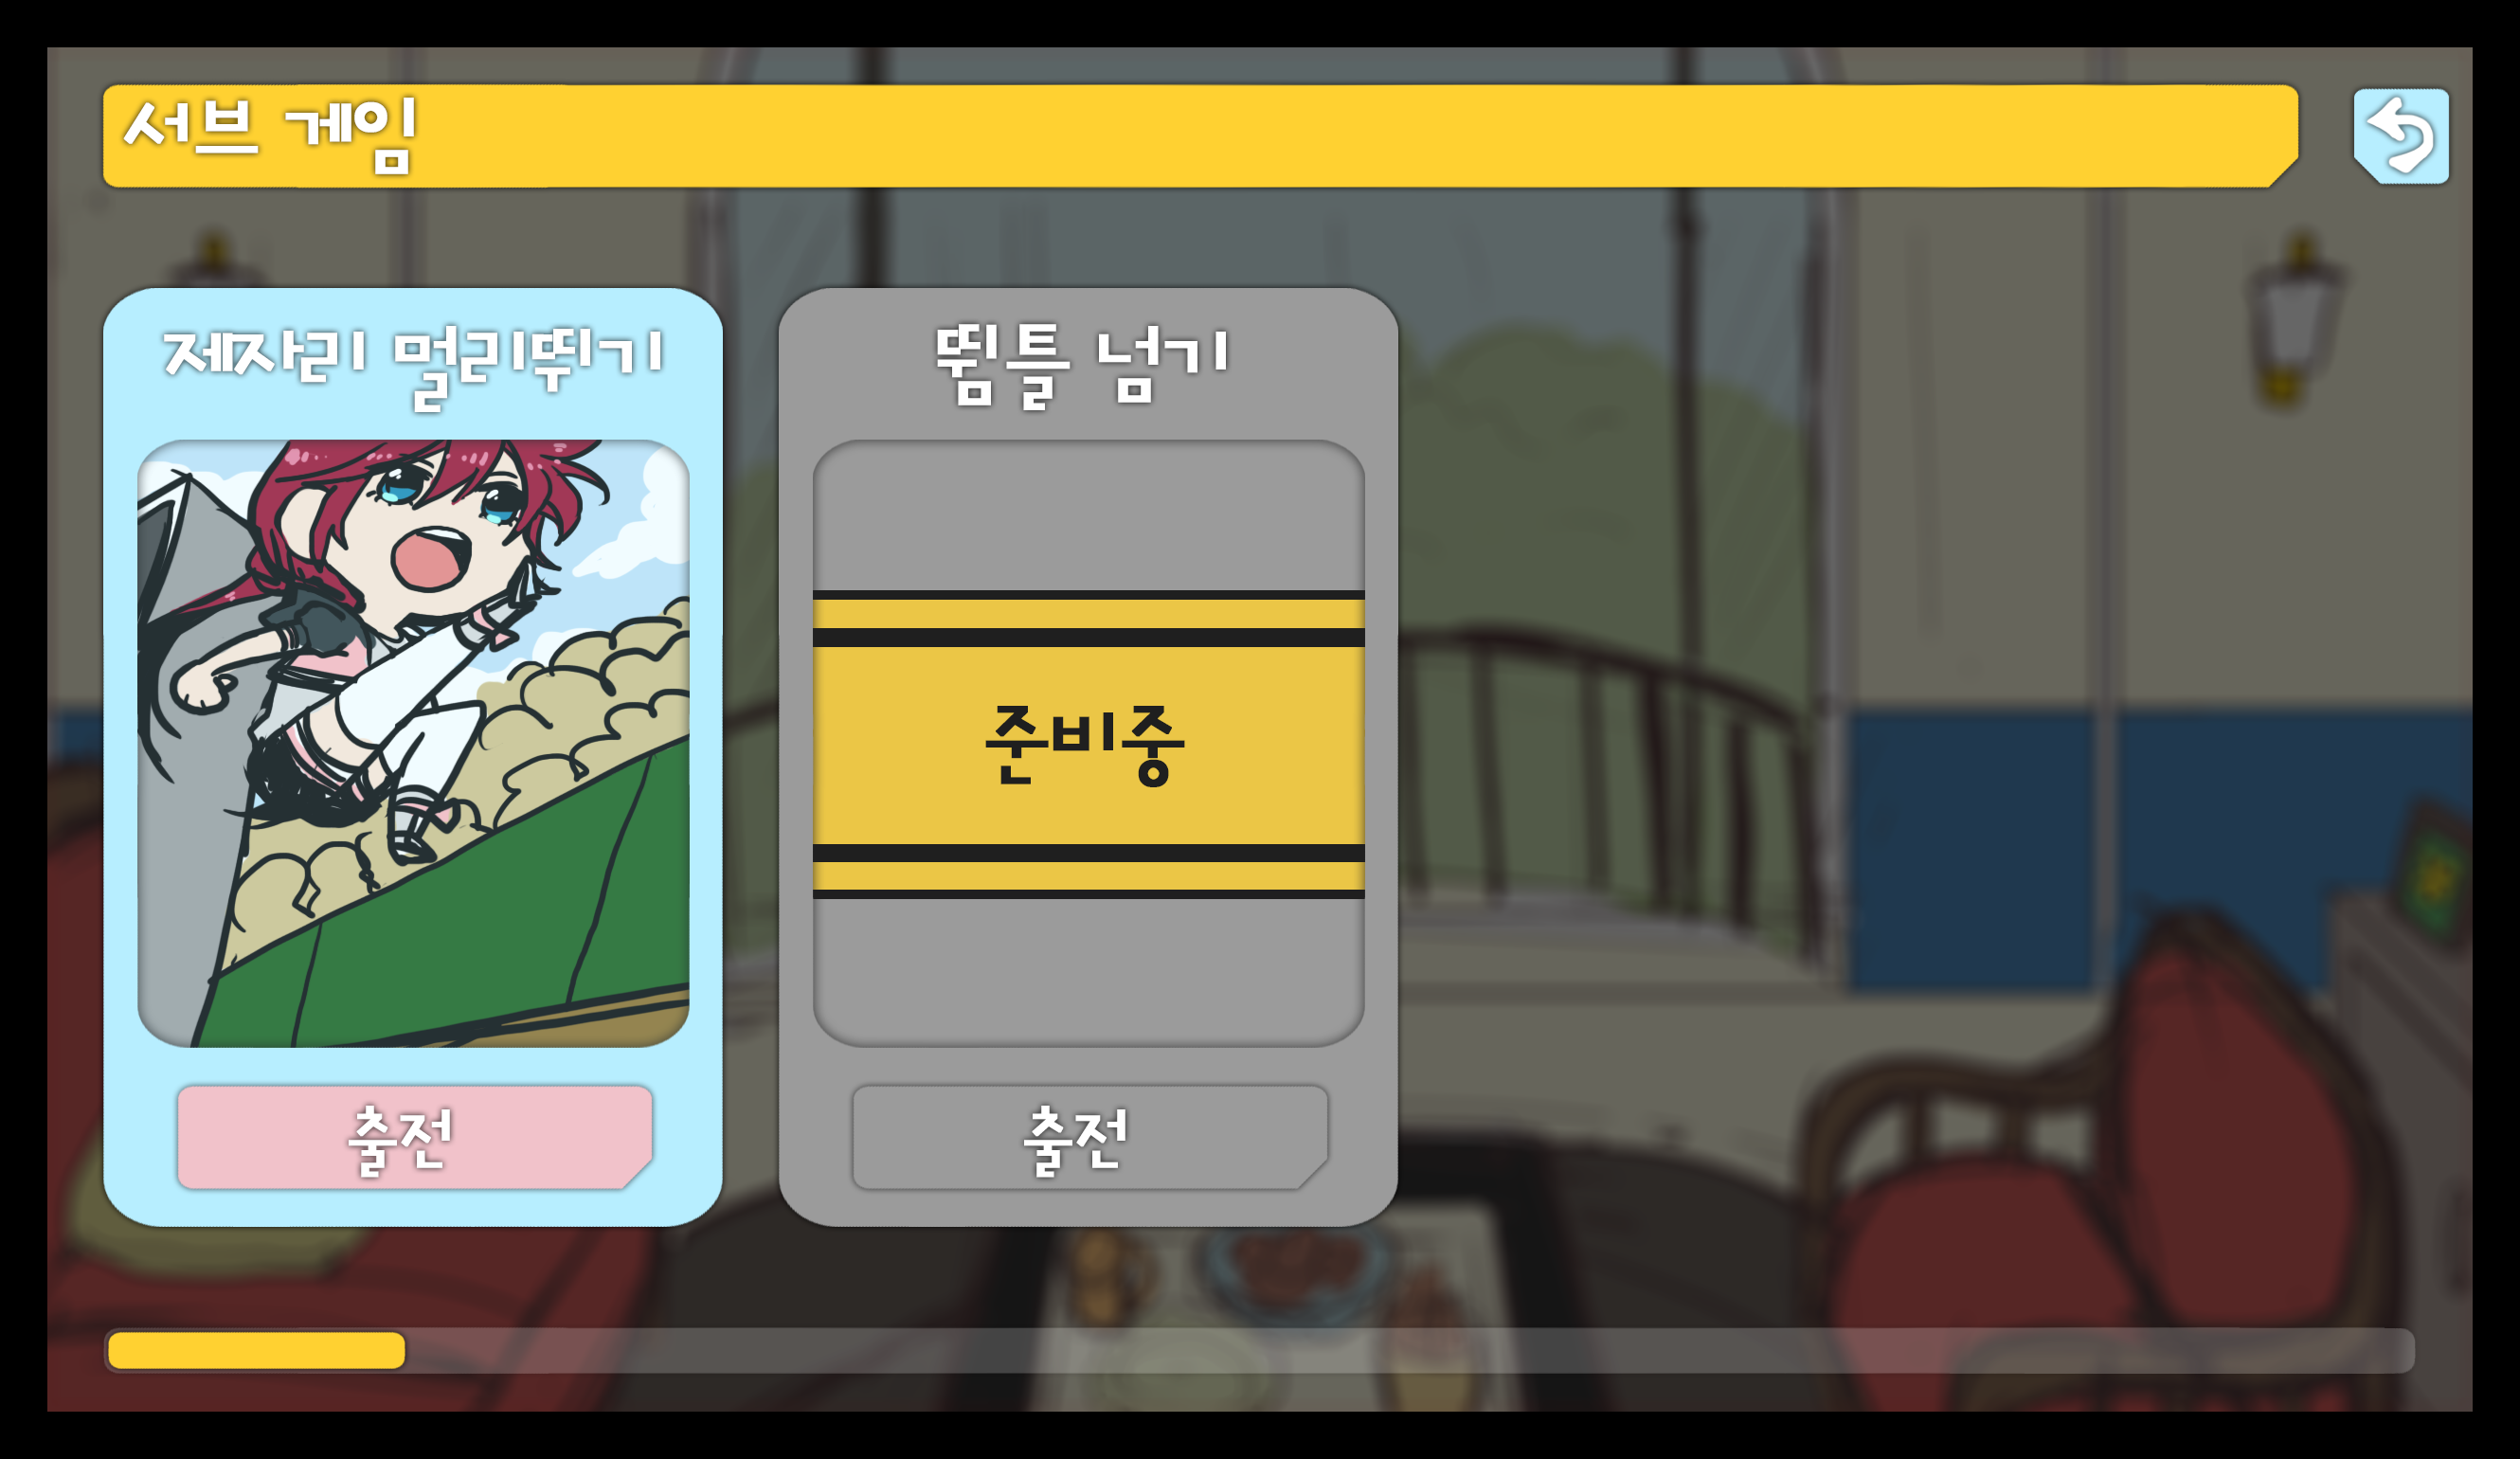 서브 게임
제자리 멀리뛰기
뜀틀 넘기
준비중
출전
출전